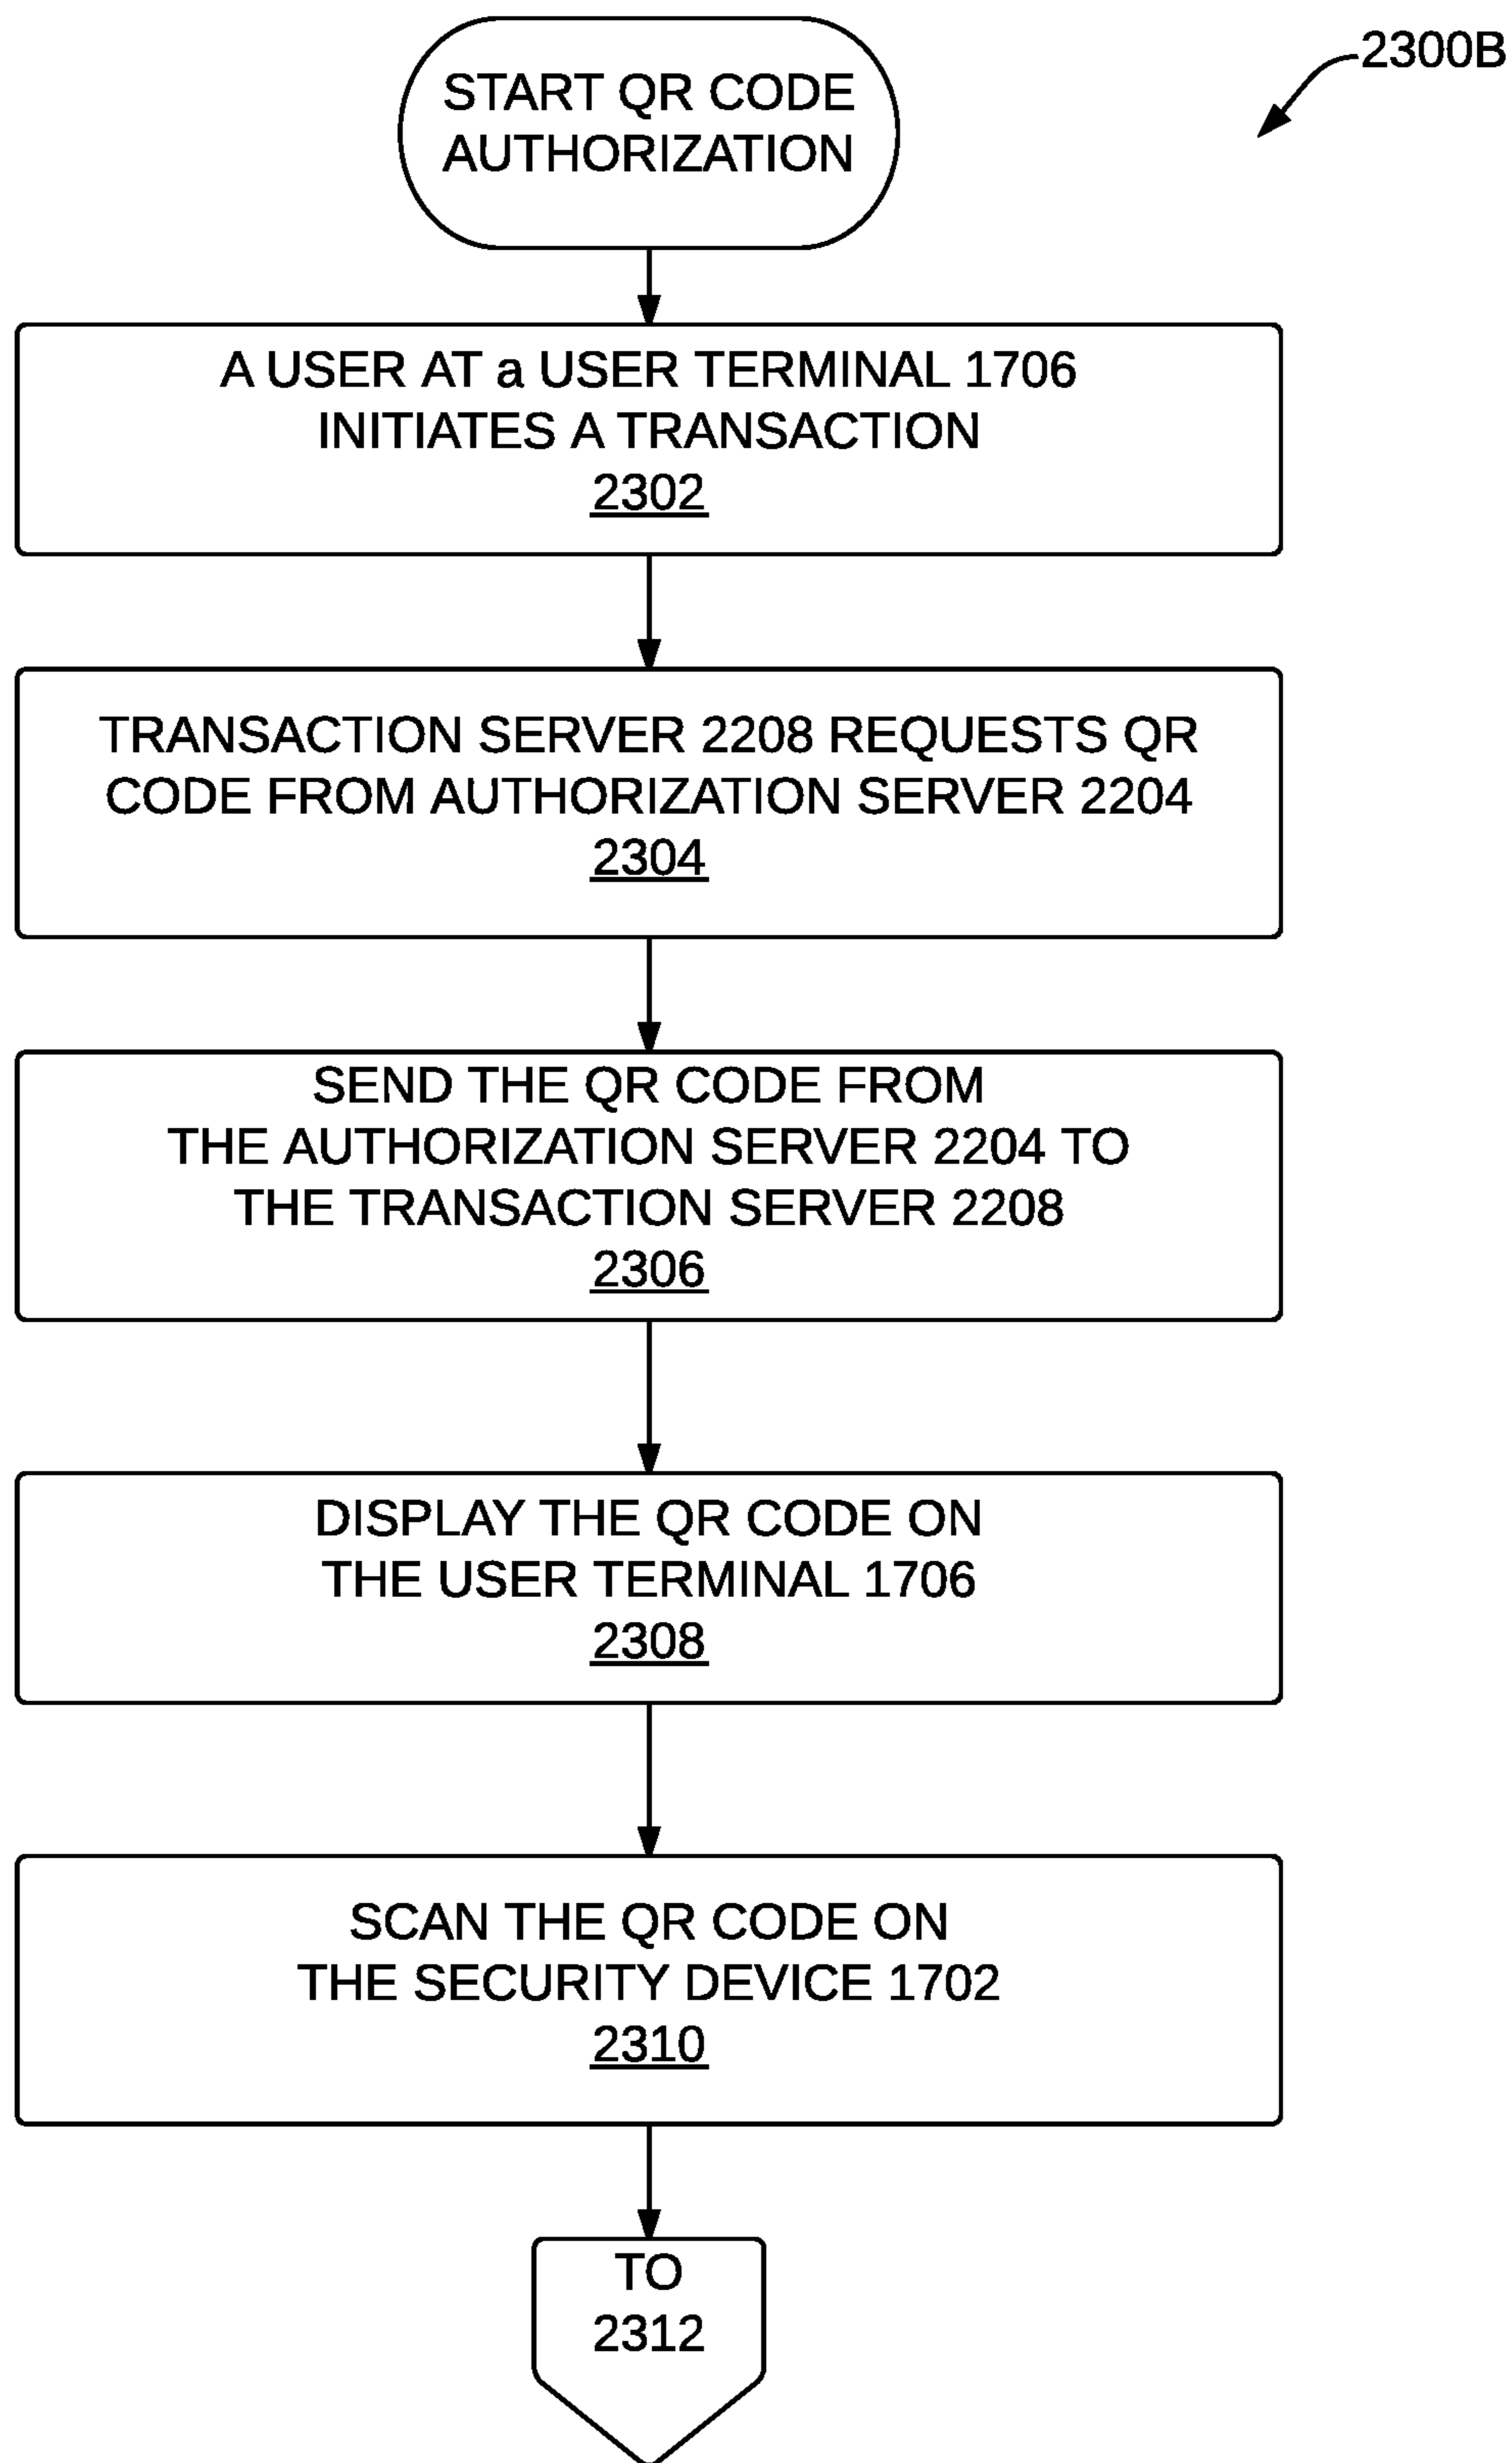 2300B
START QR CODE
AUTHORIZATION
A USER AT a USER TERMINAL 1706
INITIATES A TRANSACTION
2302
TRANSACTION SERVER 2208 REQUESTS QR
CODE FROM AUTHORIZATION SERVER 2204
2304
SEND THE QR CODE FROM
THE AUTHORIZATION SERVER 2204 TO
THE TRANSACTION SERVER 2208
2306
DISPLAY THE QR CODE ON
THE USER TERMINAL 1706
2308
SCAN THE QR CODE ON
THE SECURITY DEVICE 1702
2310
TO
2312